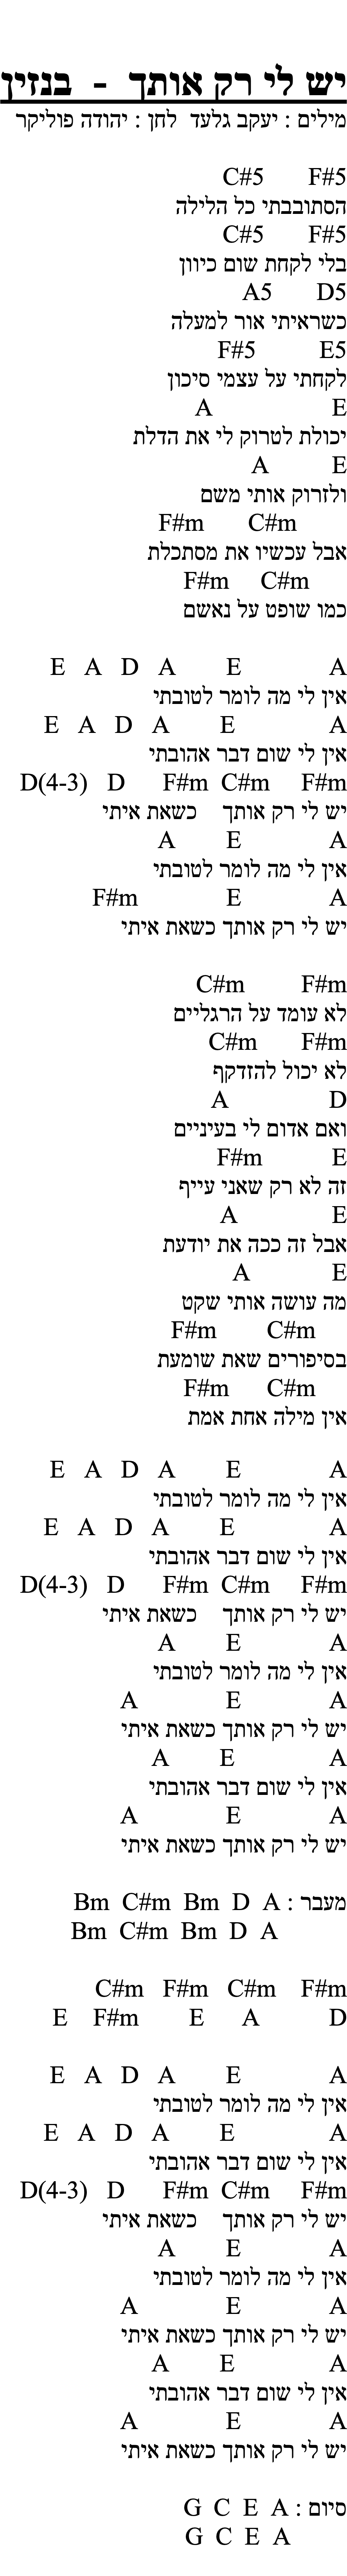 יש לי רק אותך - בנזין
מילים : יעקב גלעד לחן : יהודה פוליקר
C#5 F#5
הסתובבתי כל הלילה
C#5 F#5
בלי לקחת שום כיוון
A5 D5
כשראיתי אור למעלה
F#5 E5
לקחתי על עצמי סיכון
A E
יכולת לטרוק לי את הדלת
A E
ולזרוק אותי משם
F#m C#m
אבל עכשיו את מסתכלת
F#m C#m
כמו שופט על נאשם
E A D A E A
אין לי מה לומר לטובתי
E A D A E A
אין לי שום דבר אהובתי
D(4-3) D F#m C#m F#m
יש לי רק אותך כשאת איתי
A E A
אין לי מה לומר לטובתי
F#m E A
יש לי רק אותך כשאת איתי
C#m F#m
לא עומד על הרגליים
C#m F#m
לא יכול להזדקף
A D
ואם אדום לי בעיניים
F#m E
זה לא רק שאני עייף
A E
אבל זה ככה את יודעת
A E
מה עושה אותי שקט
F#m C#m
בסיפורים שאת שומעת
F#m C#m
אין מילה אחת אמת
E A D A E A
אין לי מה לומר לטובתי
E A D A E A
אין לי שום דבר אהובתי
D(4-3) D F#m C#m F#m
יש לי רק אותך כשאת איתי
A E A
אין לי מה לומר לטובתי
A E A
יש לי רק אותך כשאת איתי
A E A
אין לי שום דבר אהובתי
A E A
יש לי רק אותך כשאת איתי
מעבר : Bm C#m Bm D A
Bm C#m Bm D A
C#m F#m C#m F#m
E F#m E A D
E A D A E A
אין לי מה לומר לטובתי
E A D A E A
אין לי שום דבר אהובתי
D(4-3) D F#m C#m F#m
יש לי רק אותך כשאת איתי
A E A
אין לי מה לומר לטובתי
A E A
יש לי רק אותך כשאת איתי
A E A
אין לי שום דבר אהובתי
A E A
יש לי רק אותך כשאת איתי
סיום : G C E A
G C E A